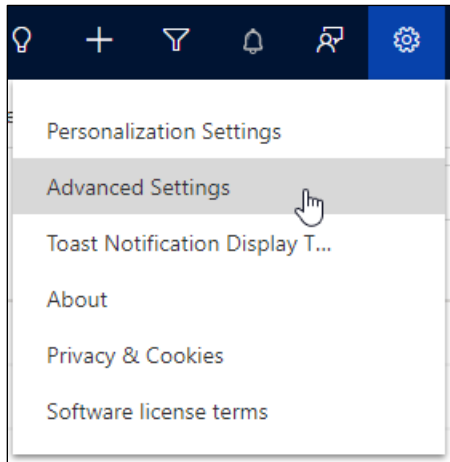 Personalization Settings
Advanced Settings
Toast Notification Display T...
About
Privacy & Cookies
Software license terms